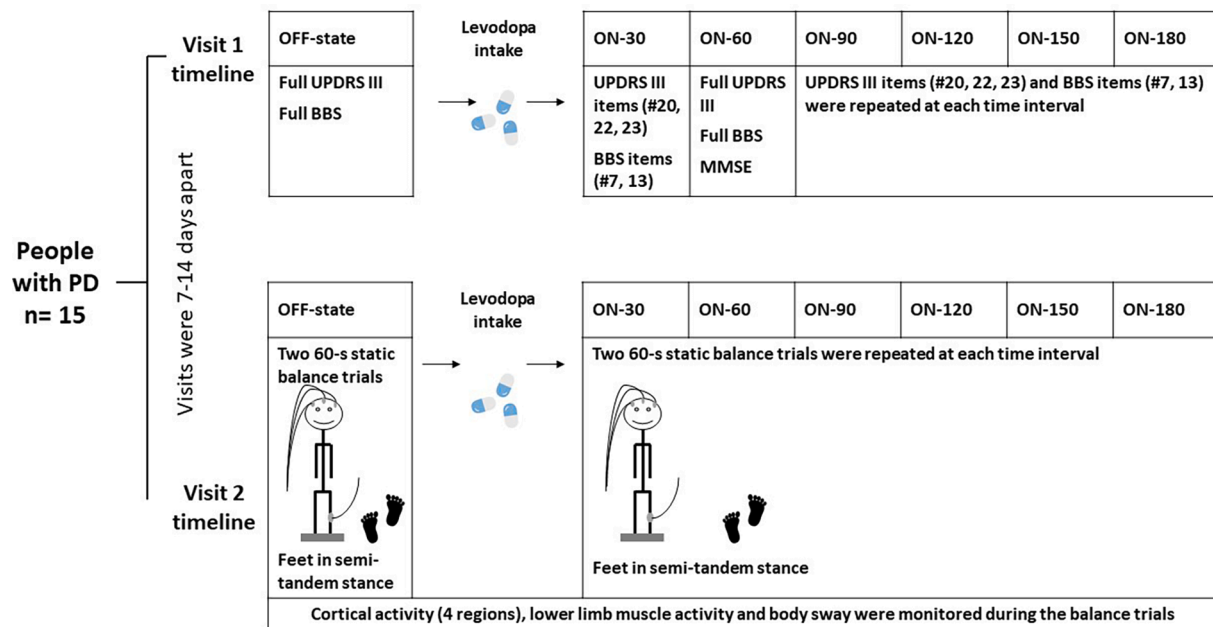 Visit 1
timeline
OFF-state
Levodopa
intake
ON-30
ON-60
ON-90
ON-120
ON-150
ON-180
Full UPDRS III
Full BBS
UPDRS III
items (#20,
22, 23)
BBS items
(#7, 13)
Full UPDRS
III
Full BBS
MMSE
UPDRS III items (#20, 22, 23) and BBS items (#7, 13)
were repeated at each time interval
People
with PD
n= 15
Visits were 7-14 days apart
Visit 2
timeline
OFF-state
Levodopa
intake
ON-30
ON-60
ON-90
ON-120
ON-150
ON-180
Two 60-s static
balance trials
Feet in semi-
tandem stance
Two 60-s static balance trials were repeated at each time interval
Feet in semi-tandem stance
Cortical activity (4 regions), lower limb muscle activity and body sway were monitored during the balance trials